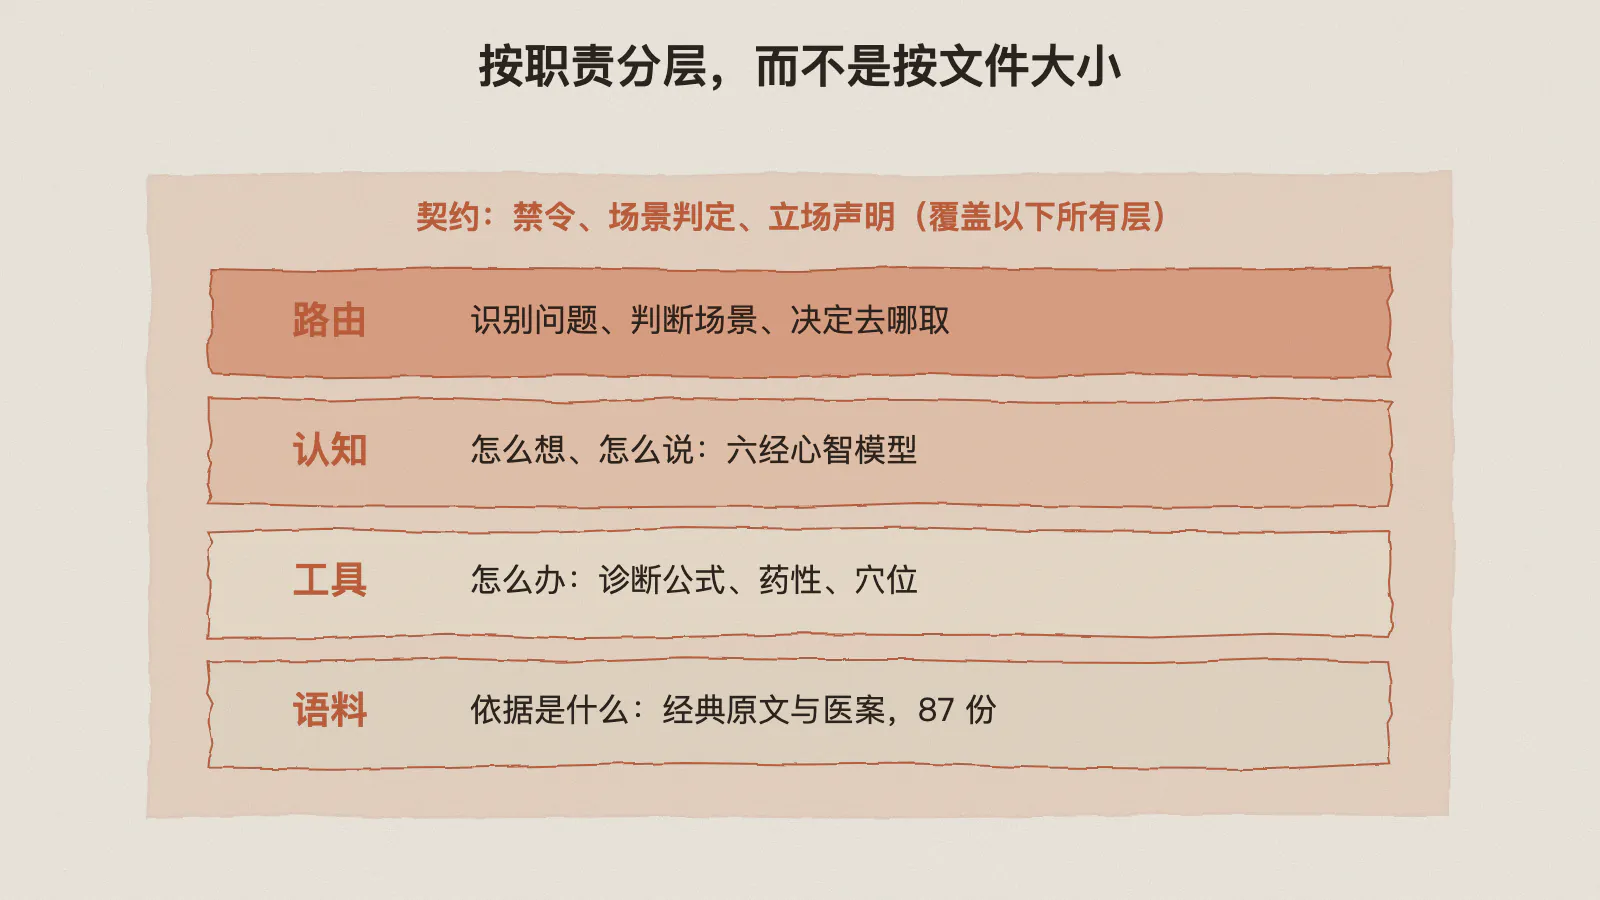 按职责分层，而不是按文件大小
契约：禁令、场景判定、立场声明（覆盖以下所有层）
路由 识别问题、判断场景、决定去哪取
认知 怎么想、怎么说：六经心智模型
工具 怎么办：诊断公式、药性、穴位
语料 依据是什么：经典原文与医案，87 份